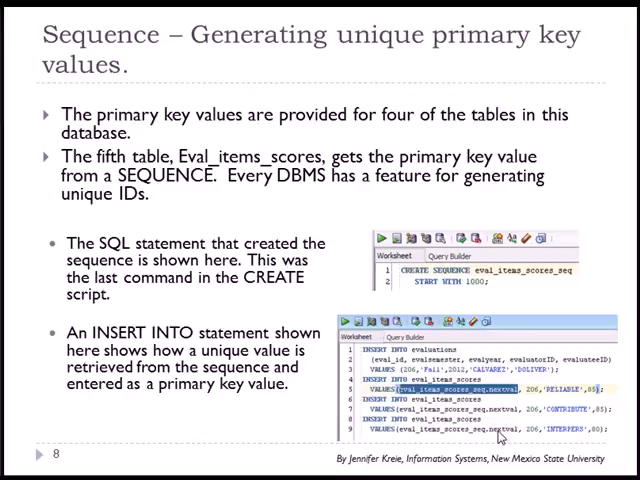 Sequence – Generating unique primary key
values.
The primary key values are provided for four of the tables in this
database.
The fifth table, Eval_items_scores, gets the primary key value
from a SEQUENCE. Every DBMS has a feature for generating
unique IDs.
The SQL statement that created the
sequence is shown here. This was
the last command in the CREATE
script.
Worksheet Query Builder
1 CREATE SEQUENCE eval_items_scores_seq
2 START WITH 1000;
An INSERT INTO statement shown
here shows how a unique value is
retrieved from the sequence and
entered as a primary key value.
Worksheet Query Builder
1 INSERT INTO evaluations
2 (eval_id, evalsemester, evalyear, evaluatorID, evaluateeID)
3 VALUES (206,'Fall',2012,'CALVAREZ','DOLIVER');
4 INSERT INTO eval_items_scores
5 VALUES(eval_items_scores_seq.nextval, 206,'RELIABLE',85);
6 INSERT INTO eval_items_scores
7 VALUES(eval_items_scores_seq.nextval, 206,'CONTRIBUTE',85);
8 INSERT INTO eval_items_scores
9 VALUES(eval_items_scores_seq.nextval, 206,'INTERPERS',80);
8
By Jennifer Kreie, Information Systems, New Mexico State University